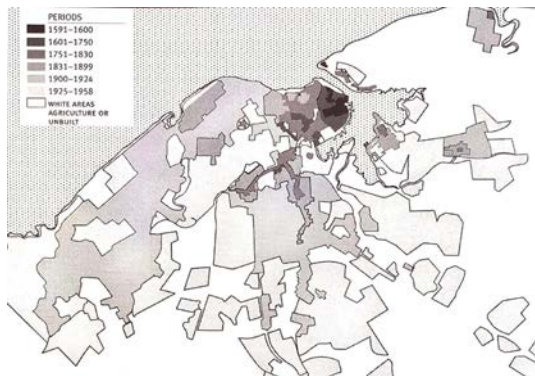 PERIODS
1591–1600
1601–1750
1751–1830
1831–1899
1900–1924
1925–1958
WHITE AREAS
AGRICULTURE OR
UNBUILT